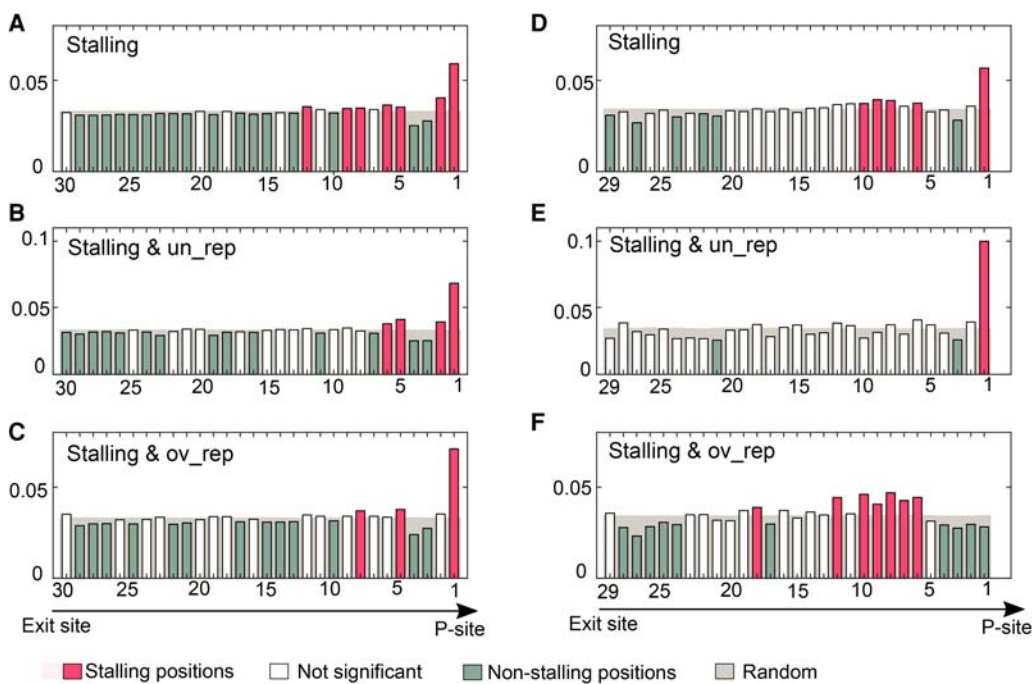 A
Stalling
0.05
0
30 25 20 15 10 5 1
B
Stalling & un_rep
0.1
0.05
0
30 25 20 15 10 5 1
C
Stalling & ov_rep
0.05
0
30 25 20 15 10 5 1
Exit site P-site
D
Stalling
0.05
0
29 25 20 15 10 5 1
E
Stalling & un_rep
0.1
0.05
0
29 25 20 15 10 5 1
F
Stalling & ov_rep
0.05
0
29 25 20 15 10 5 1
Exit site P-site
Stalling positions Not significant Non-stalling positions Random